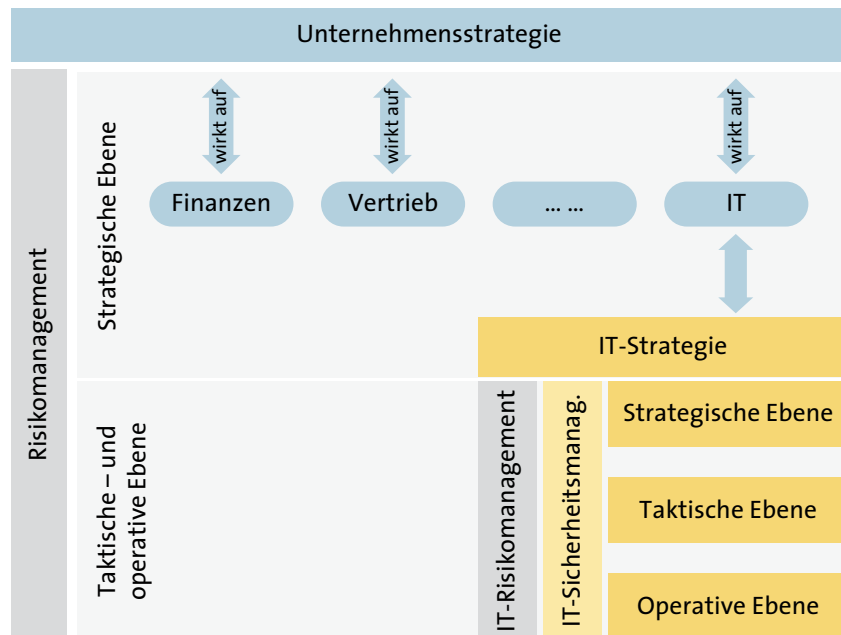 Unternehmensstrategie
Risikomanagement
Strategische Ebene
wirkt auf
wirkt auf
wirkt auf
Finanzen
Vertrieb
... ...
IT
IT-Strategie
Taktische – und
operative Ebene
IT-Risikomanagement
IT-Sicherheitsmanag.
Strategische Ebene
Taktische Ebene
Operative Ebene